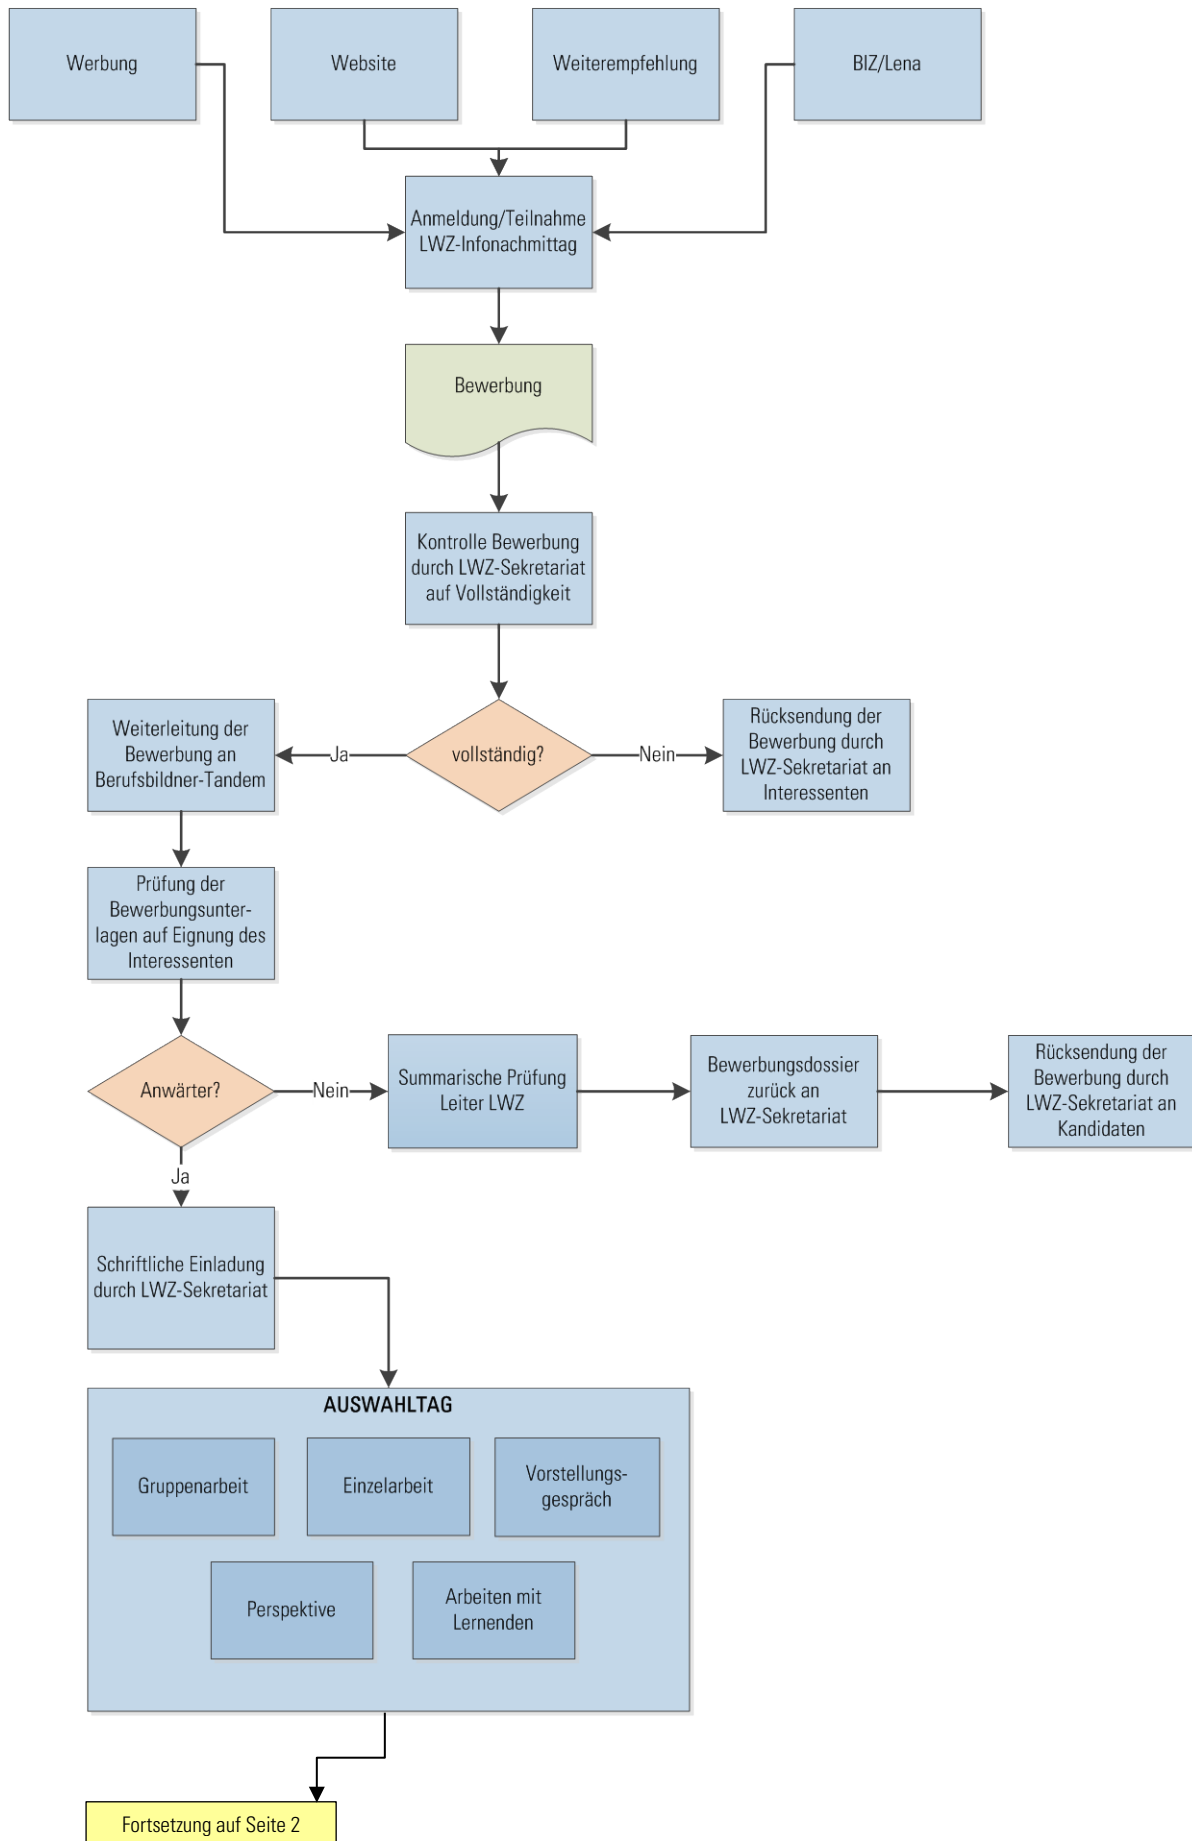 Werbung
Website
Weiterempfehlung
BIZ/Lena
Anmeldung/Teilnahme
LWZ-Infonachmittag
Bewerbung
Kontrolle Bewerbung
durch LWZ-Sekretariat
auf Vollständigkeit
Weiterleitung der
Bewerbung an
Berufsbildner-Tandem
Ja
vollständig?
Nein
Rücksendung der
Bewerbung durch
LWZ-Sekretariat an
Interessenten
Prüfung der
Bewerbungsunter-
lagen auf Eignung des
Interessenten
Anwärter?
Nein
Summarische Prüfung
Leiter LWZ
Bewerbungsdossier
zurück an
LWZ-Sekretariat
Rücksendung der
Bewerbung durch
LWZ-Sekretariat an
Kandidaten
Ja
Schriftliche Einladung
durch LWZ-Sekretariat
AUSWAHLTAG
Gruppenarbeit
Einzelarbeit
Vorstellungs-
gespräch
Perspektive
Arbeiten mit
Lernenden
Fortsetzung auf Seite 2